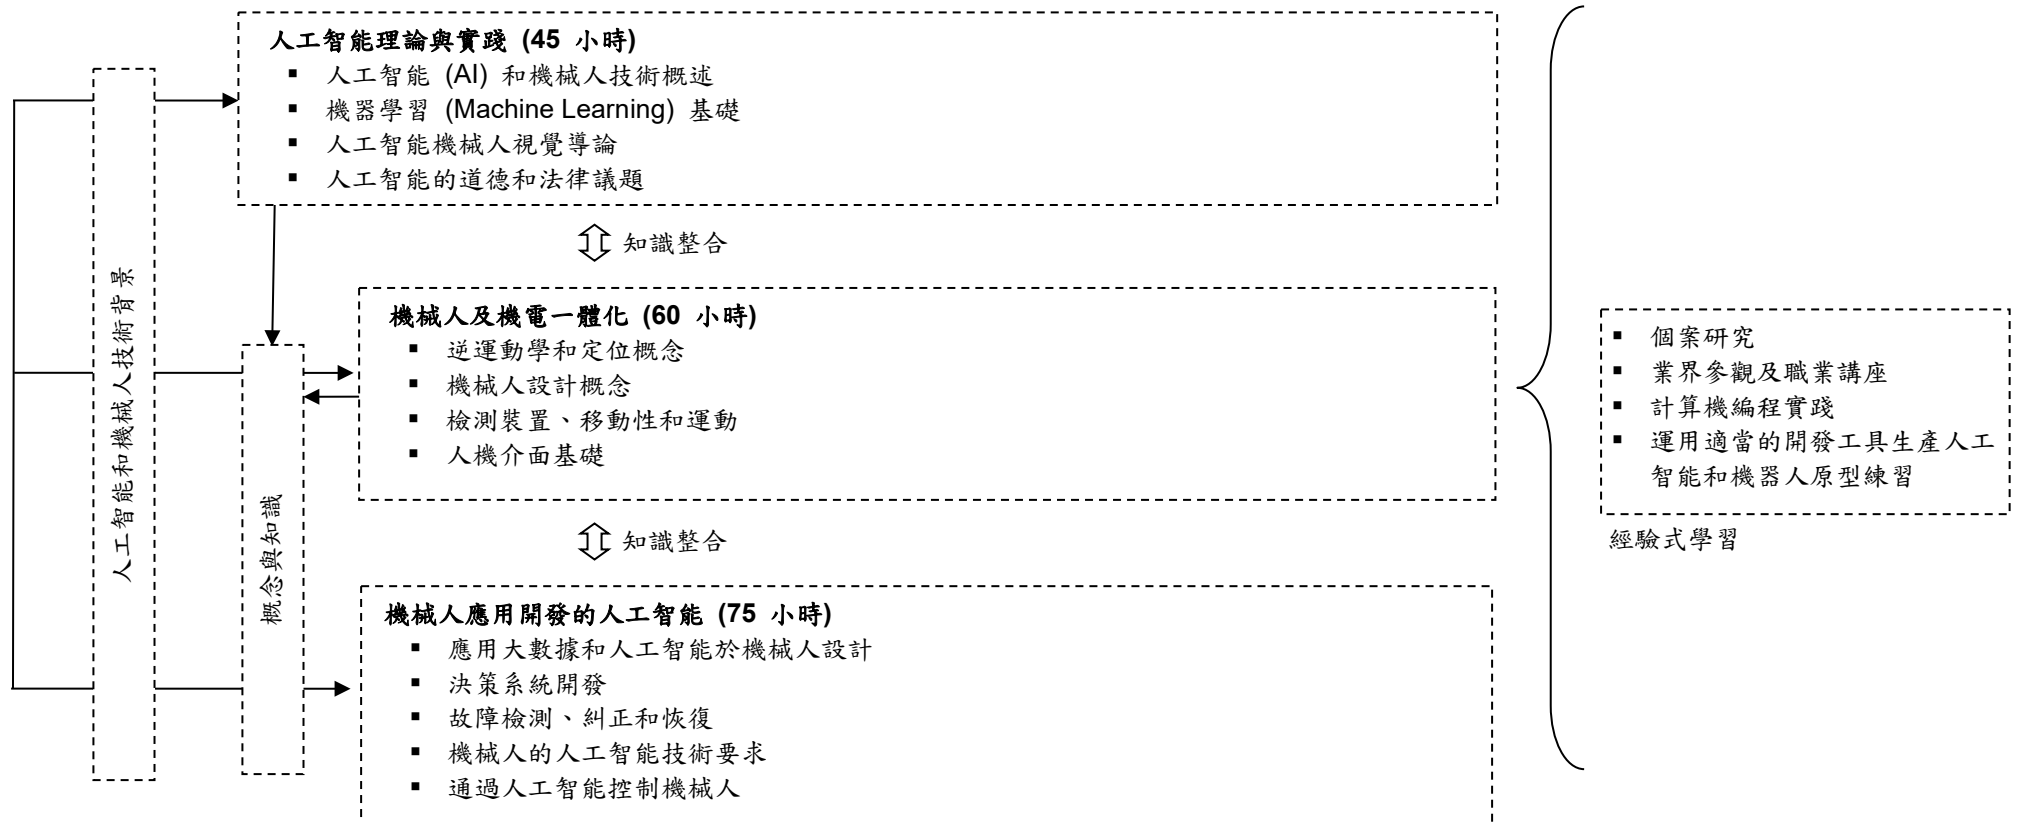 人工智能理論與實踐 (45 小時)
▪ 人工智能 (AI) 和機械人技術概述
▪ 機器學習 (Machine Learning) 基礎
▪ 人工智能機械人視覺導論
▪ 人工智能的道德和法律議題
知識整合
人工智能和機械人技術背景
概念與知識
機械人及機電一體化 (60 小時)
▪ 逆運動學和定位概念
▪ 機械人設計概念
▪ 檢測裝置、移動性和運動
▪ 人機介面基礎
知識整合
機械人應用開發的人工智能 (75 小時)
▪ 應用大數據和人工智能於機械人設計
▪ 決策系統開發
▪ 故障檢測、糾正和恢復
▪ 機械人的人工智能技術要求
▪ 通過人工智能控制機械人
▪ 個案研究
▪ 業界參觀及職業講座
▪ 計算機編程實踐
▪ 運用適當的開發工具生產人工
智能和機器人原型練習
經驗式學習